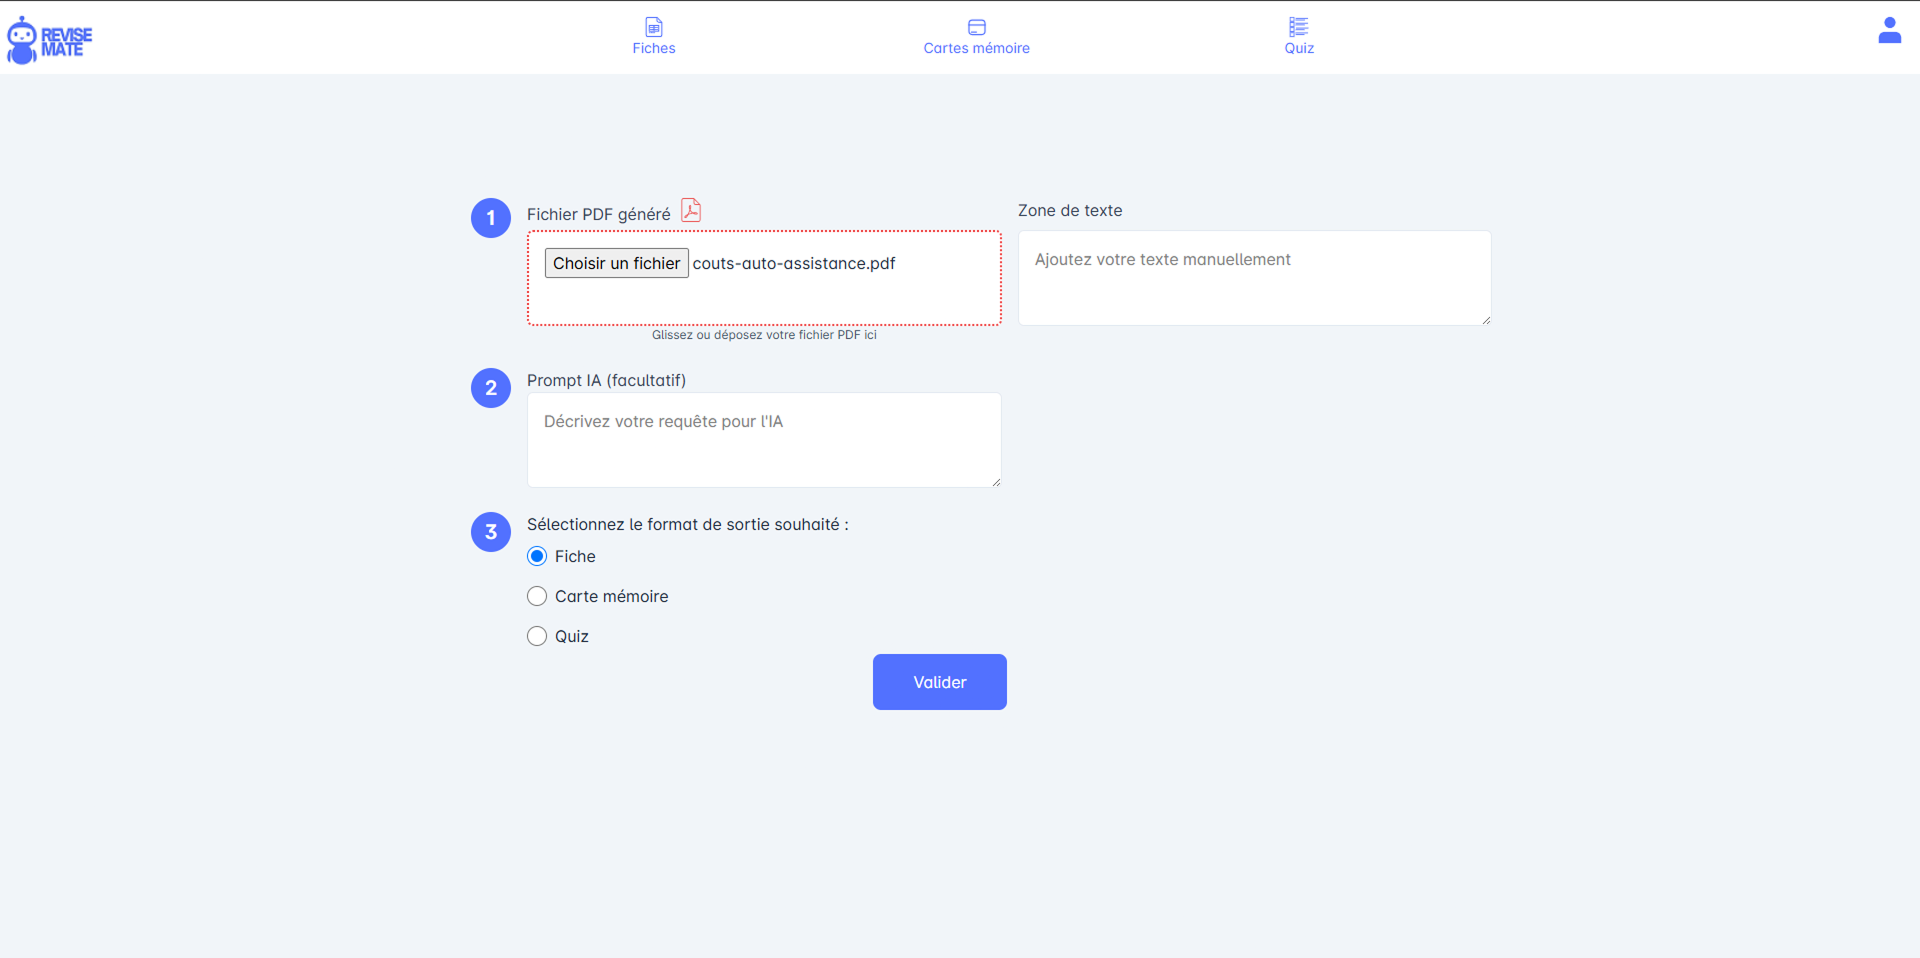 REVISE
MATE
Fiches
Cartes mémoire
Quiz
1
Fichier PDF généré
Zone de texte
Choisir un fichier couts-auto-assistance.pdf
Ajoutez votre texte manuellement
Glissez ou déposez votre fichier PDF ici
2
Prompt IA (facultatif)
Décrivez votre requête pour l'IA
3
Sélectionnez le format de sortie souhaité :
Fiche
Carte mémoire
Quiz
Valider